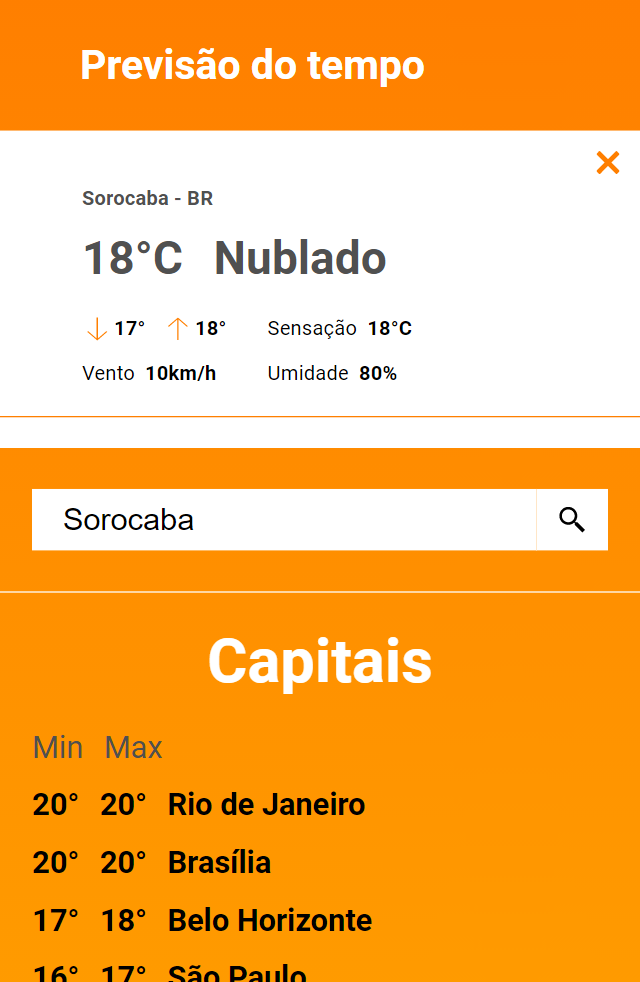 Previsão do tempo
Sorocaba - BR
18°C Nublado
17° 18° Sensação 18°C
Vento 10km/h Umidade 80%
Sorocaba
Capitais
Min Max
20° 20° Rio de Janeiro
20° 20° Brasília
17° 18° Belo Horizonte
16° 17° São Paulo